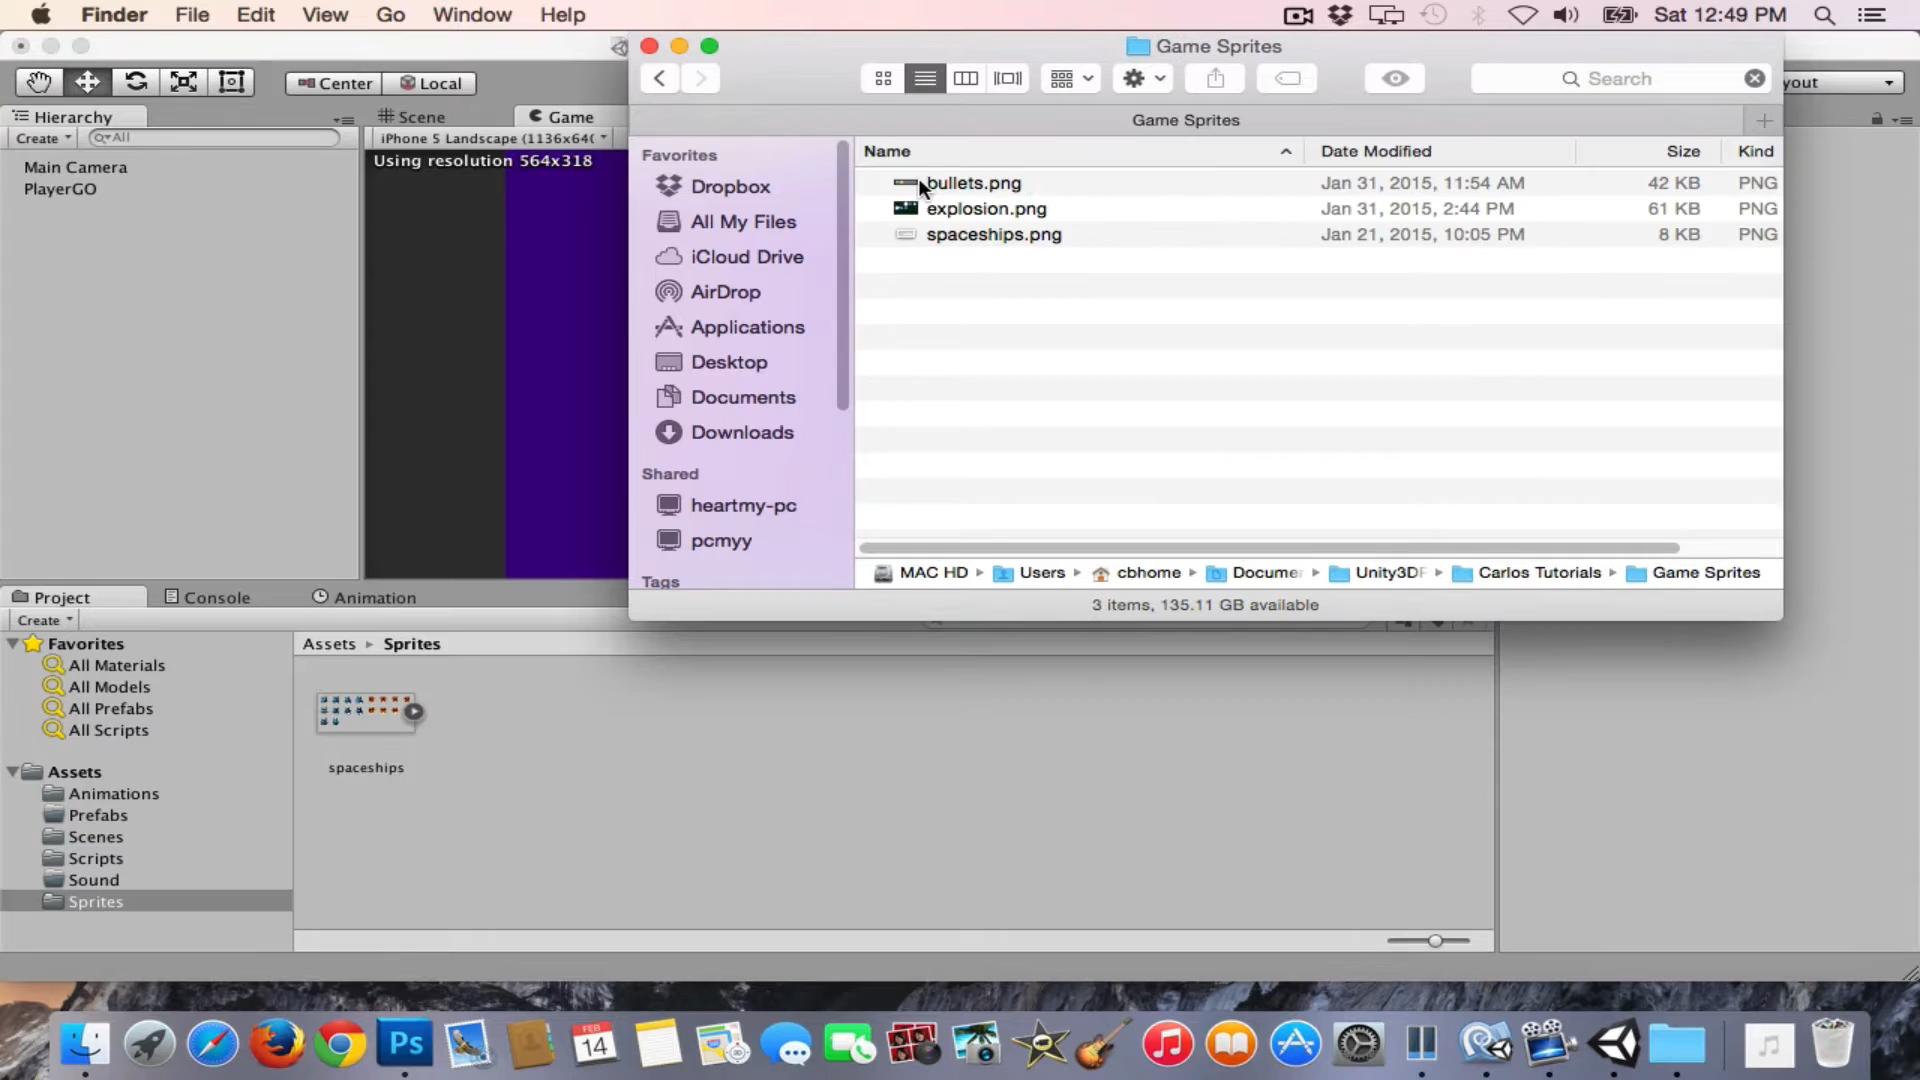 Finder File Edit View Go Window Help
Sat 12:49 PM
Game Sprites
Center
Local
Search
yout
Hierarchy
Scene
Game
Game Sprites
Create
All
iPhone 5 Landscape (1136x64(
Using resolution 564x318
Main Camera
PlayerGO
Favorites
Dropbox
All My Files
iCloud Drive
AirDrop
Applications
Desktop
Documents
Downloads
Shared
heartmy-pc
pcmyy
Tags
Name Date Modified Size Kind
bullets.png Jan 31, 2015, 11:54 AM 42 KB PNG
explosion.png Jan 31, 2015, 2:44 PM 61 KB PNG
spaceships.png Jan 21, 2015, 10:05 PM 8 KB PNG
MAC HD Users cbhome Docume Unity3DF Carlos Tutorials Game Sprites
3 items, 135.11 GB available
Project
Console
Animation
Create
Favorites
All Materials
All Models
All Prefabs
All Scripts
Assets
Animations
Prefabs
Scenes
Scripts
Sound
Sprites
Assets Sprites
spaceships
Ps
FEB
14